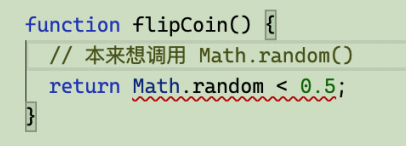 function flipCoin() {
  // 本来想调用 Math.random()
  return Math.random < 0.5;
}